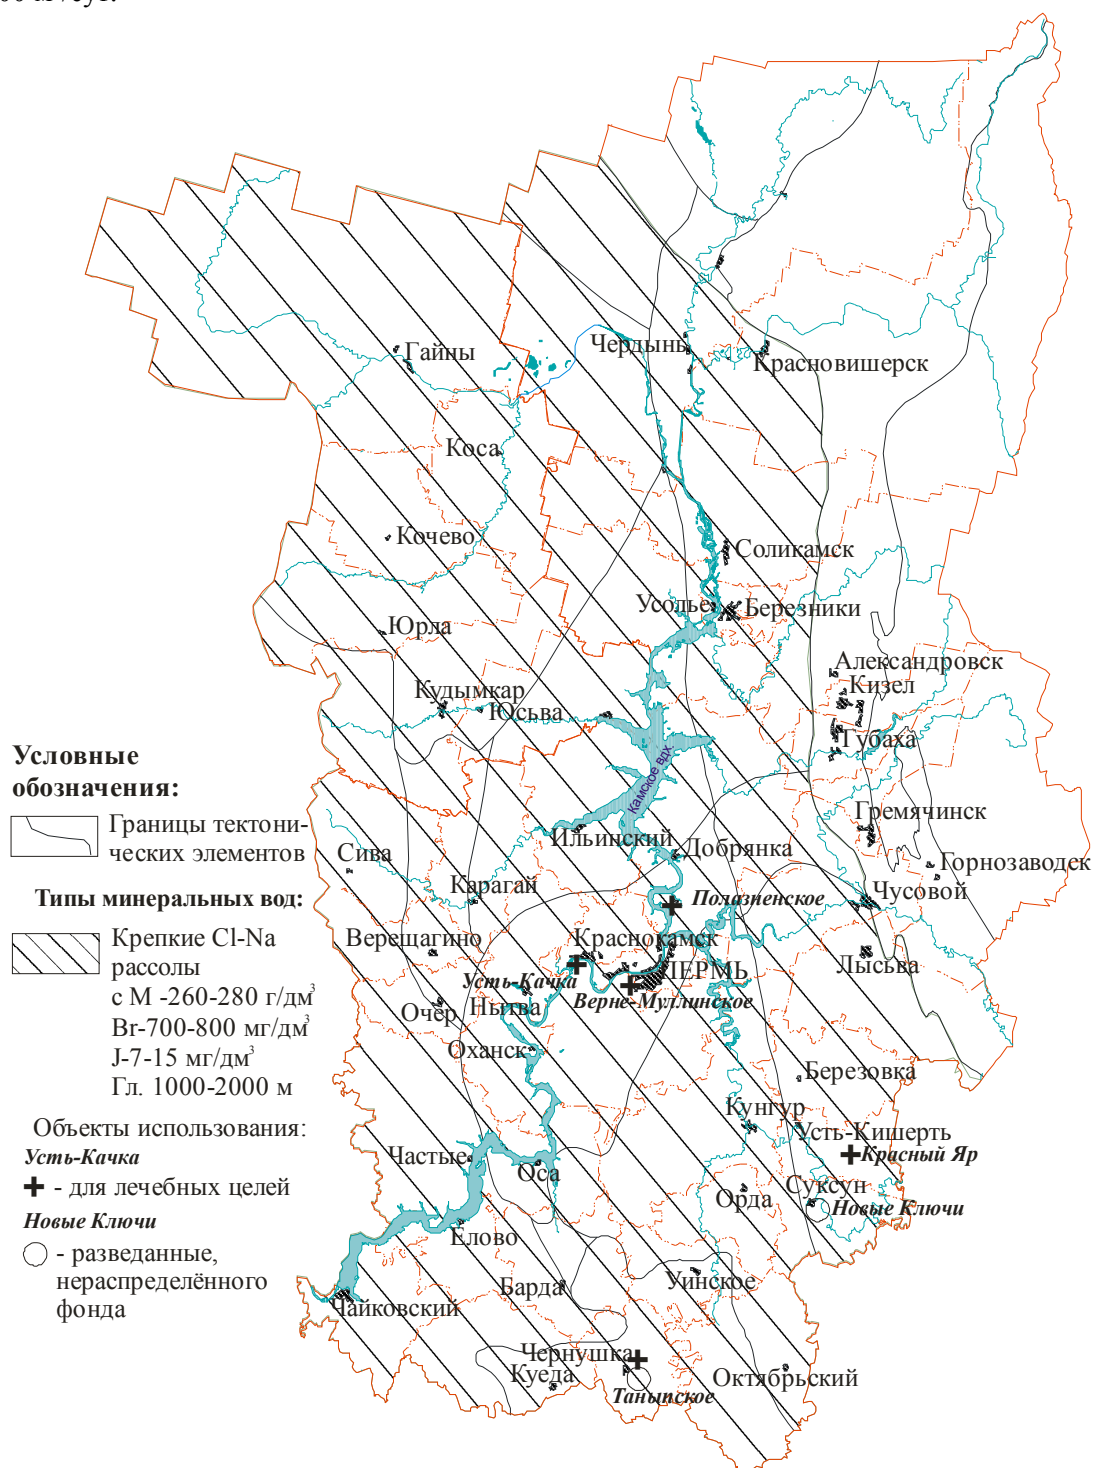 Гайны
Чердынь
Красновишерск
Коса
Кочево
Соликамск
Усолье
Березники
Юрла
Александровск
Кизел
Кудымкар
Юсьва
Губаха
Камское вдх.
Условные
обозначения:
Границы тектони-
ческих элементов
Типы минеральных вод:
Крепкие Cl-Na
рассолы
с М -260-280 г/дм³
Br-700-800 мг/дм³
J-7-15 мг/дм³
Гл. 1000-2000 м
Объекты использования:
Усть-Качка
- для лечебных целей
Новые Ключи
- разведанные,
нераспределённого
фонда
Гремячинск
Ильинский
Добрянка
Сива
Горнозаводск
Карагай
Чусовой
Полазненское
Верещагино
Краснокамск
Лысьва
ПЕРМЬ
Усть-Качка
Верне-Муллинское
Очер
Нытва
Оханск
Березовка
Кунгур
Усть-Кишерть
Красный Яр
Частые
Оса
Орда
Суксун
Новые Ключи
Елово
Барда
Уинское
Чайковский
Чернушка
Куеда
Октябрьский
Таныпское